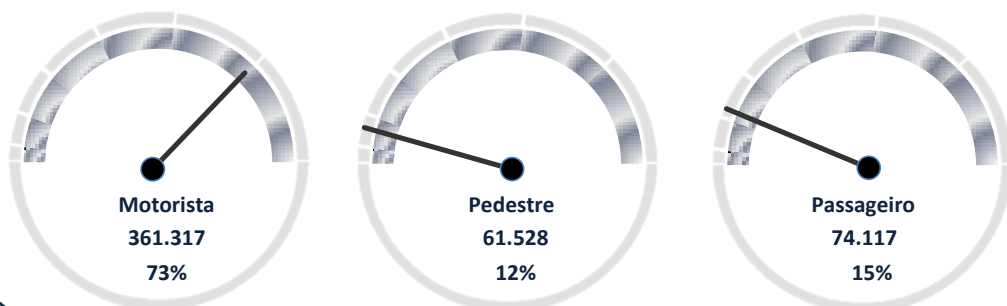 Motorista
361.317
73%
Pedestre
61.528
12%
Passageiro
74.117
15%